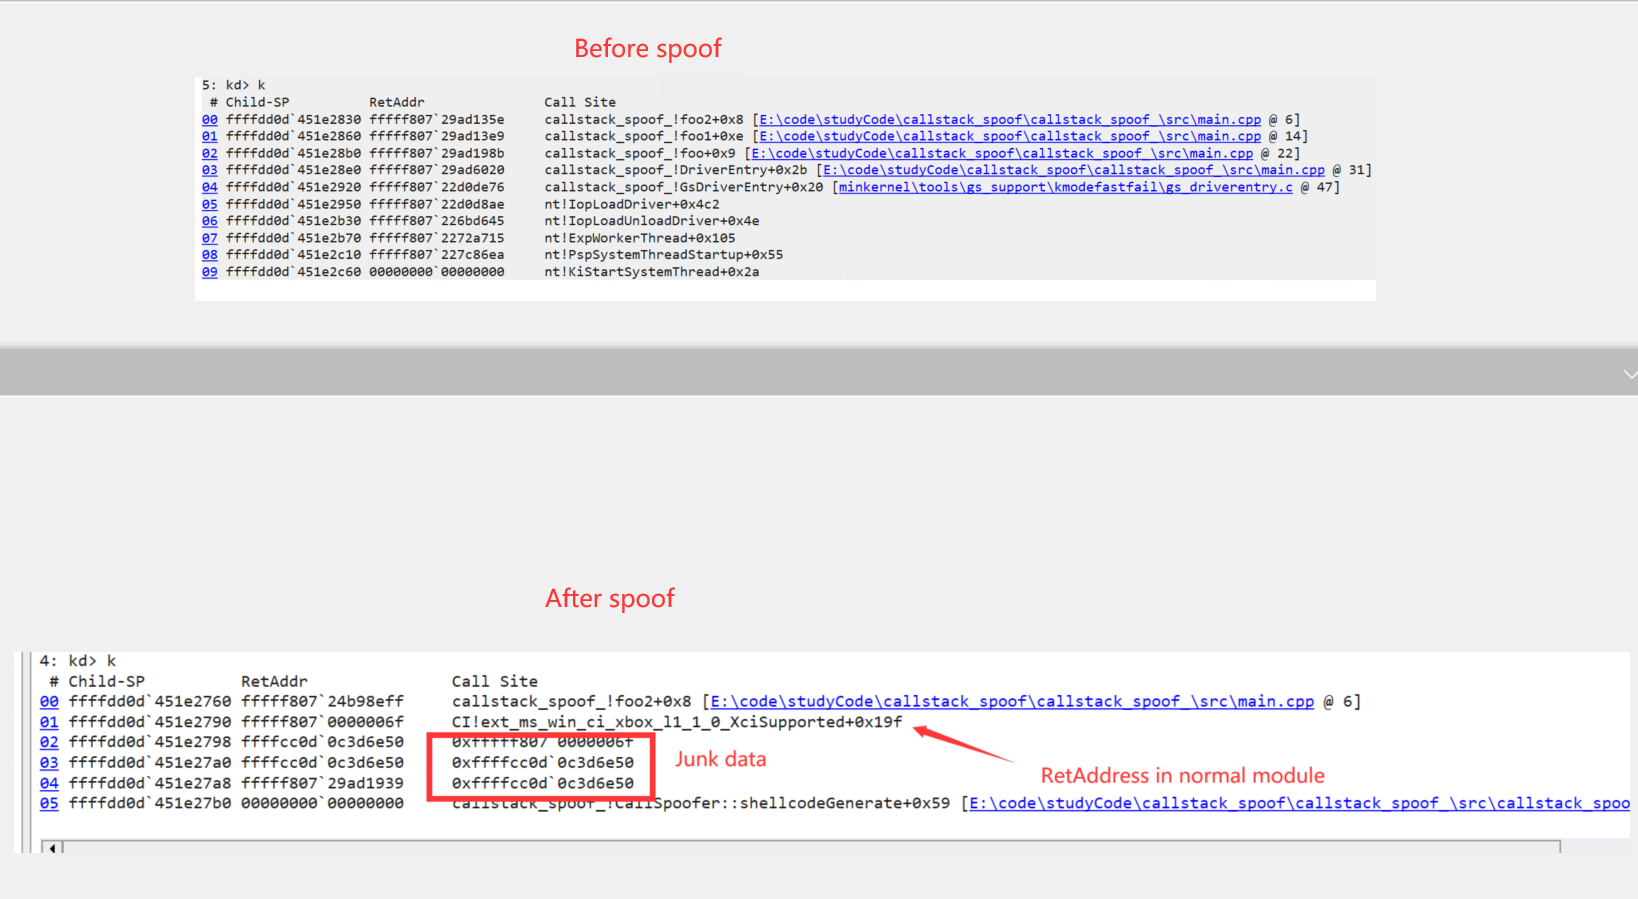 Before spoof
5: kd> k
# Child-SP RetAddr Call Site
00 ffffdd0d`451e2830 fffff807`29ad135e callstack_spoof_!foo2+0x8 [E:\code\studyCode\callstack_spoof\callstack_spoof_\src\main.cpp @ 6]
01 ffffdd0d`451e2860 fffff807`29ad13e9 callstack_spoof_!foo1+0xe [E:\code\studyCode\callstack_spoof\callstack_spoof_\src\main.cpp @ 14]
02 ffffdd0d`451e28b0 fffff807`29ad198b callstack_spoof_!foo+0x9 [E:\code\studyCode\callstack_spoof\callstack_spoof_\src\main.cpp @ 22]
03 ffffdd0d`451e28e0 fffff807`29ad6020 callstack_spoof_!DriverEntry+0x2b [E:\code\studyCode\callstack_spoof\callstack_spoof_\src\main.cpp @ 31]
04 ffffdd0d`451e2920 fffff807`22d0de76 callstack_spoof_!GsDriverEntry+0x20 [minkernel\tools\gs_support\kmodefastfail\gs_driverentry.c @ 47]
05 ffffdd0d`451e2950 fffff807`22d0d8ae nt!IopLoadDriver+0x4c2
06 ffffdd0d`451e2b30 fffff807`226bd645 nt!IopLoadUnloadDriver+0x4e
07 ffffdd0d`451e2b70 fffff807`2272a715 nt!ExpWorkerThread+0x105
08 ffffdd0d`451e2c10 fffff807`227c86ea nt!PspSystemThreadStartup+0x55
09 ffffdd0d`451e2c60 00000000`00000000 nt!KiStartSystemThread+0x2a
After spoof
4: kd> k
# Child-SP RetAddr Call Site
00 ffffdd0d`451e2760 fffff807`24b98eff callstack_spoof_!foo2+0x8 [E:\code\studyCode\callstack_spoof\callstack_spoof_\src\main.cpp @ 6]
01 ffffdd0d`451e2790 fffff807`0000006f CI!ext_ms_win_ci_xbox_l1_1_0_XciSupported+0x19f
02 ffffdd0d`451e2798 ffffcc0d`0c3d6e50 0xfffff807`0000006f
03 ffffdd0d`451e27a0 ffffcc0d`0c3d6e50 0xffffcc0d`0c3d6e50
04 ffffdd0d`451e27a8 fffff807`29ad1939 0xffffcc0d`0c3d6e50
05 ffffdd0d`451e27b0 00000000`00000000 callstack_spoof_!CallSpoofer::shellcodeGenerate+0x59 [E:\code\studyCode\callstack_spoof\callstack_spoof_\src\callstack_spoo
Junk data
RetAddress in normal module